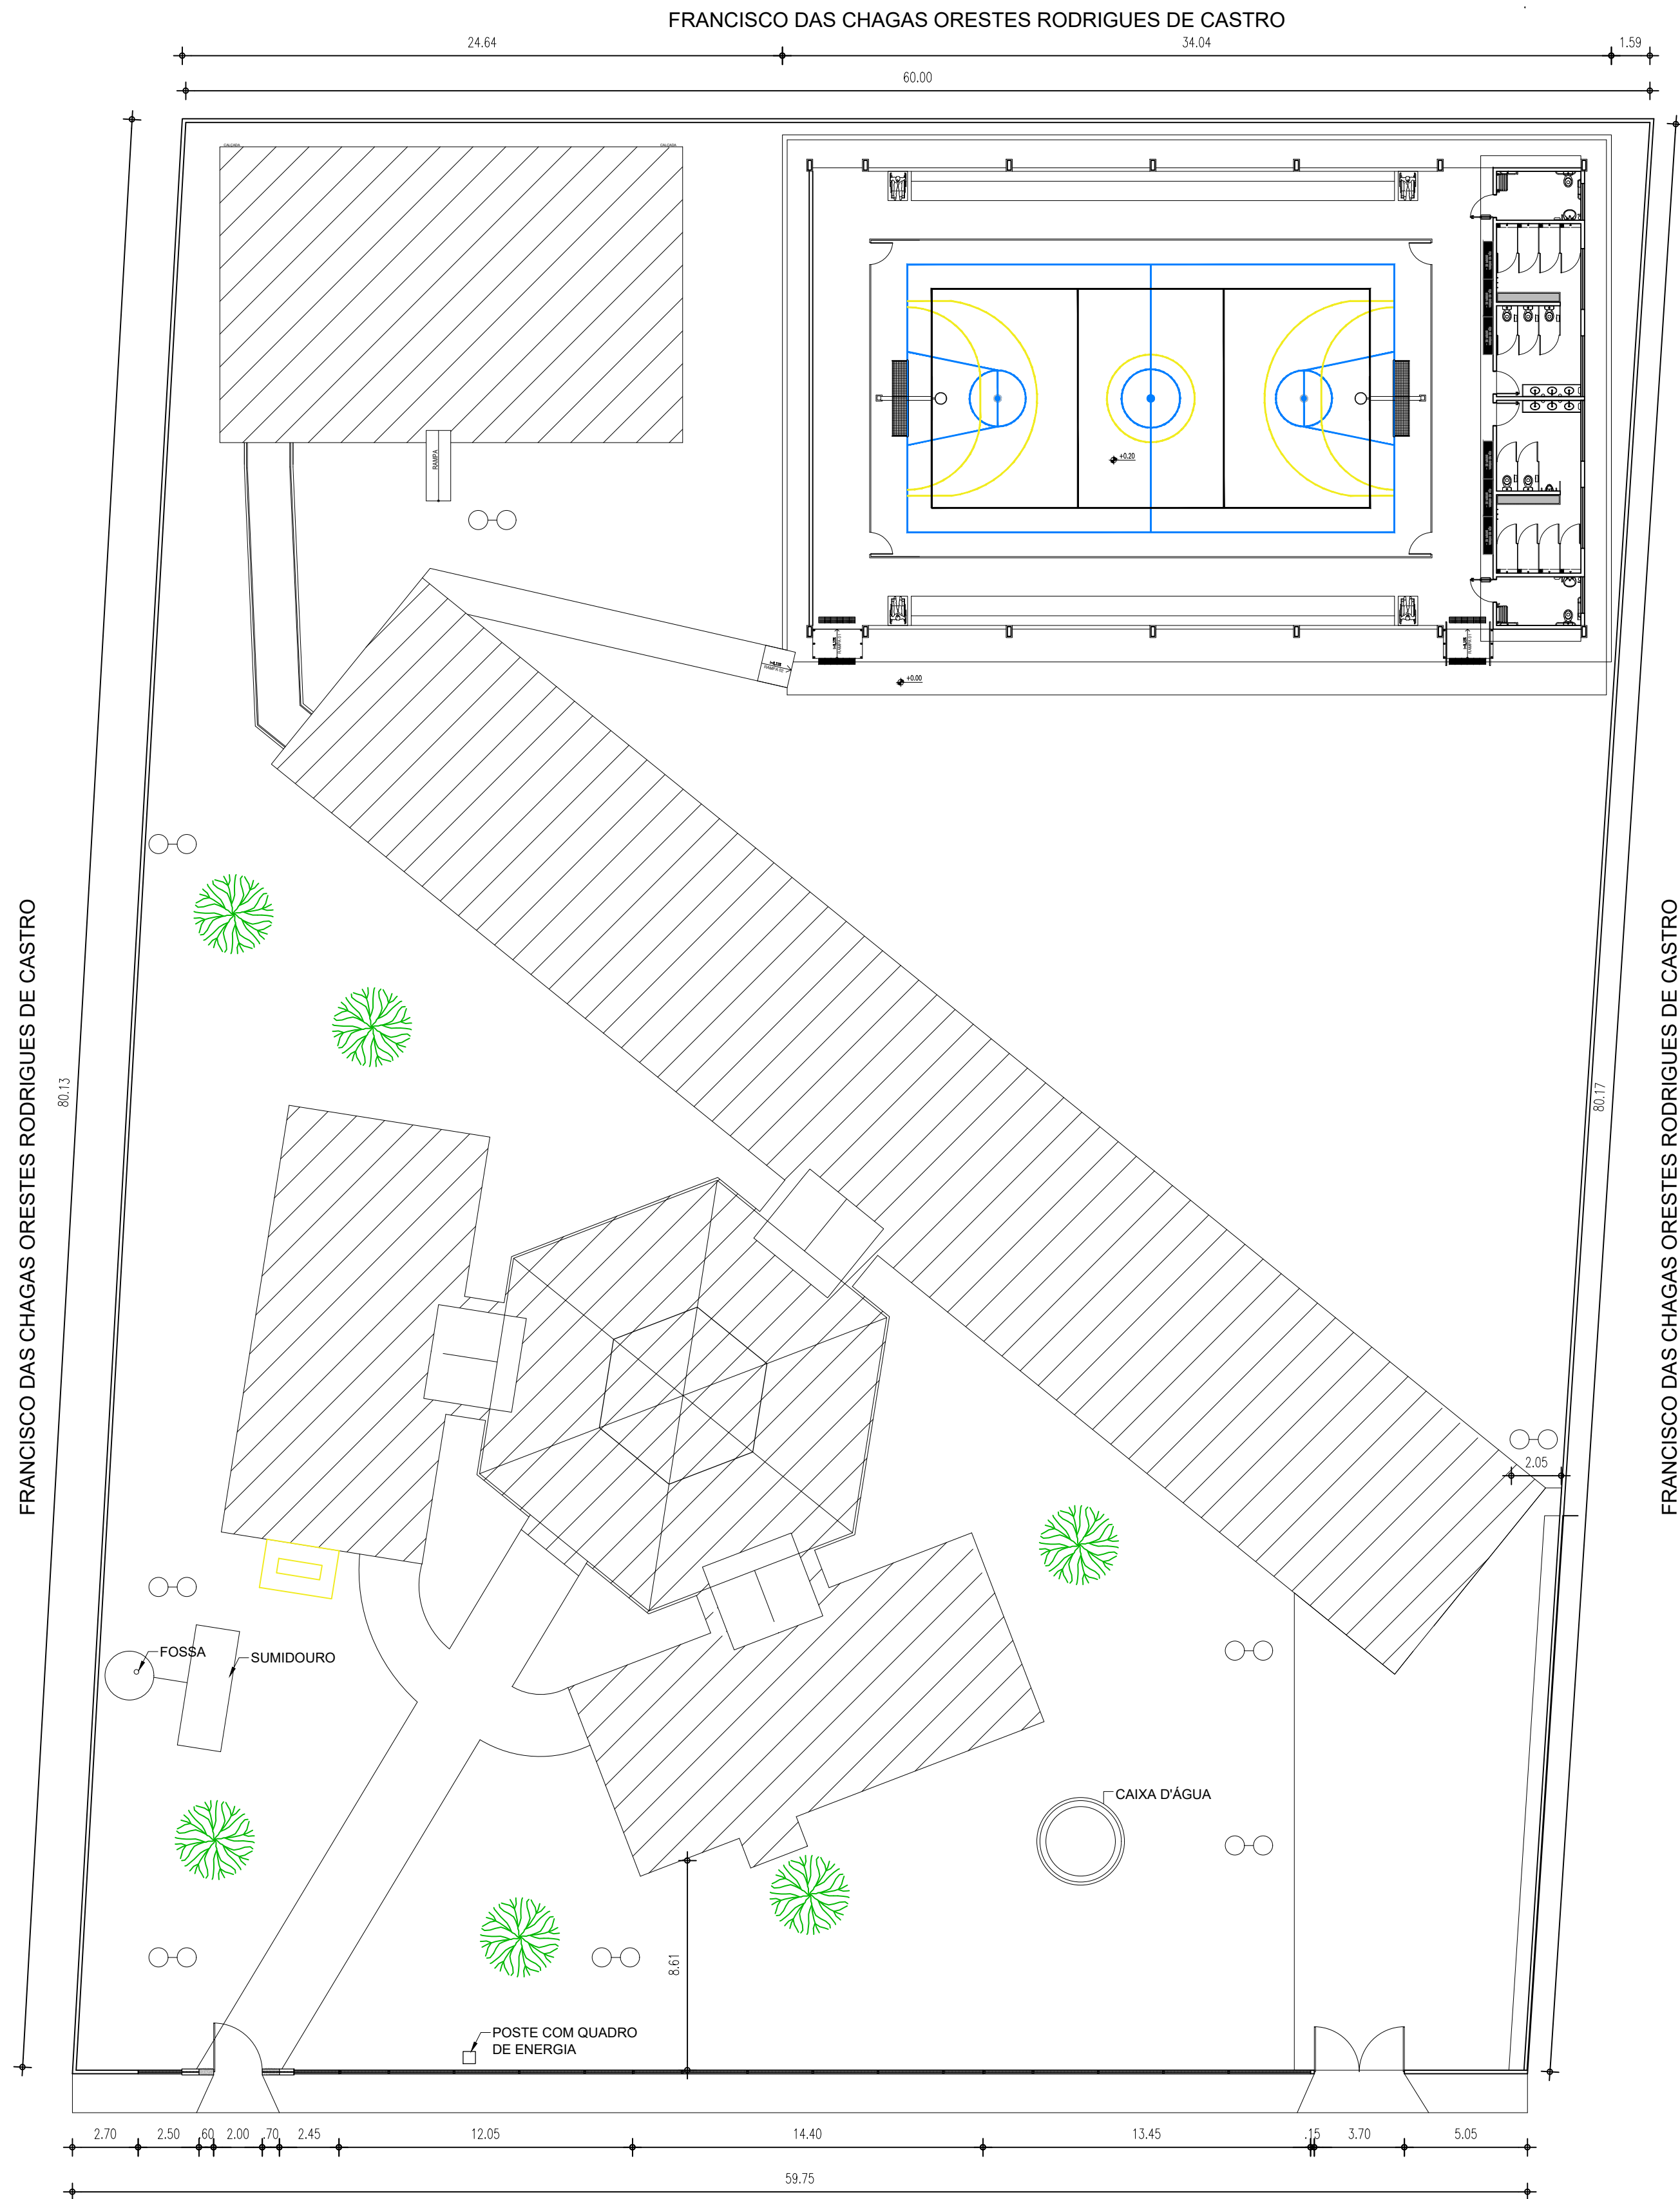 FRANCISCO DAS CHAGAS ORESTES RODRIGUES DE CASTRO
24.64
34.04
1.59
60.00
CALÇADA
CALÇADA
RAMPA
+0.20
+0.00
FRANCISCO DAS CHAGAS ORESTES RODRIGUES DE CASTRO
80.13
80.17
FRANCISCO DAS CHAGAS ORESTES RODRIGUES DE CASTRO
2.05
FOSSA
SUMIDOURO
CAIXA D'ÁGUA
8.61
POSTE COM QUADRO
DE ENERGIA
2.70
2.50
.60
2.00
.70
2.45
12.05
14.40
13.45
.15
3.70
5.05
59.75